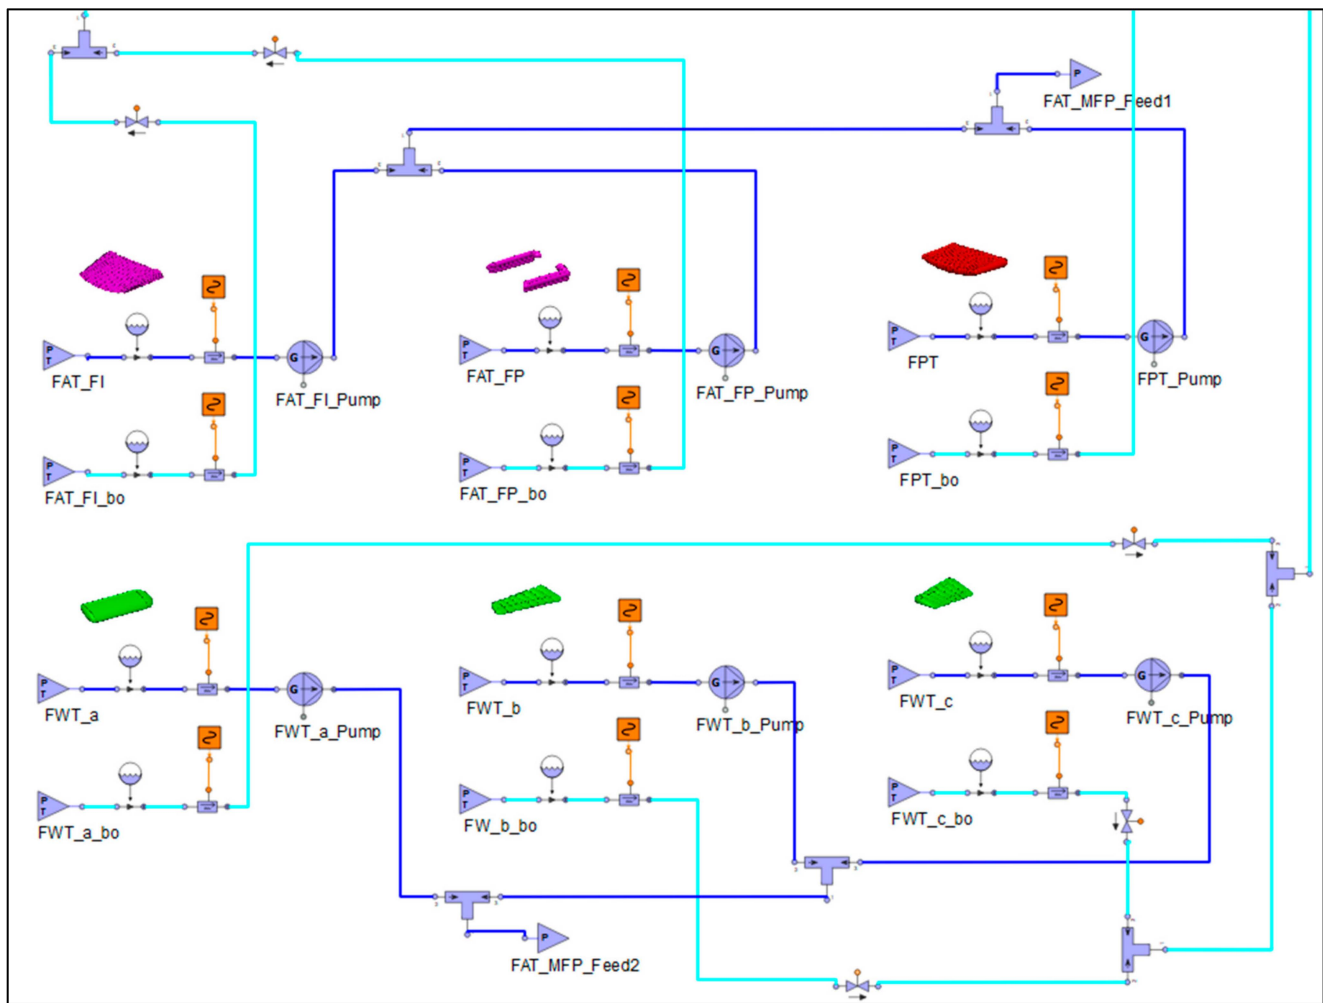 P
FAT_MFP_Feed1
P
T
FAT_FI
G
FAT_FI_Pump
P
T
FAT_FP
G
FAT_FP_Pump
P
T
FPT
G
FPT_Pump
P
T
FAT_FI_bo
P
T
FAT_FP_bo
P
T
FPT_bo
P
T
FWT_a
G
FWT_a_Pump
P
T
FWT_b
G
FWT_b_Pump
P
T
FWT_c
G
FWT_c_Pump
P
T
FWT_a_bo
P
T
FW_b_bo
P
T
FWT_c_bo
P
FAT_MFP_Feed2